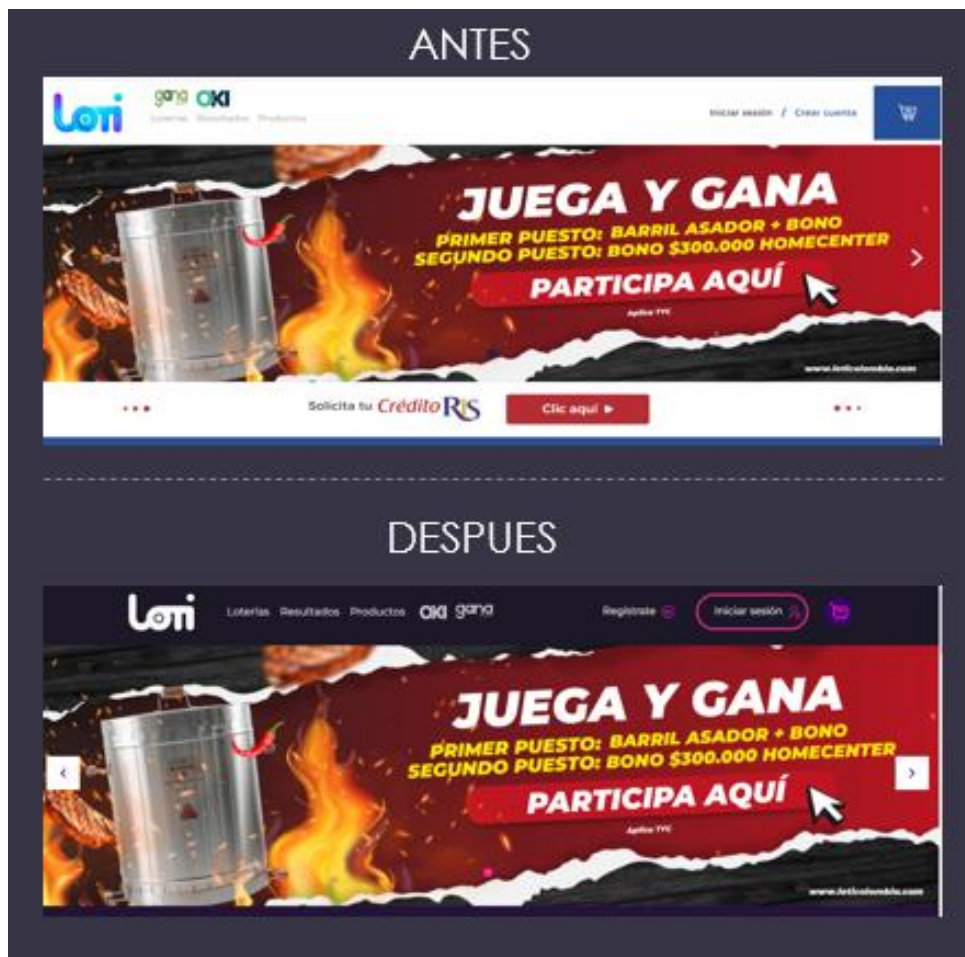 ANTES
Loti
gana OKI
Loterías Resultados Productos
Iniciar sesión / Crear cuenta
JUEGA Y GANA
PRIMER PUESTO: BARRIL ASADOR + BONO
SEGUNDO PUESTO: BONO $300.000 HOMECENTER
PARTICIPA AQUÍ
Aplica TYC
www.loticolombia.com
Solicita tu Crédito Ris
Clic aquí
DESPUES
Loti
Loterías Resultados Productos OKI gana
Regístrate
Iniciar sesión
JUEGA Y GANA
PRIMER PUESTO: BARRIL ASADOR + BONO
SEGUNDO PUESTO: BONO $300.000 HOMECENTER
PARTICIPA AQUÍ
Aplica TYC
www.loticolombia.com